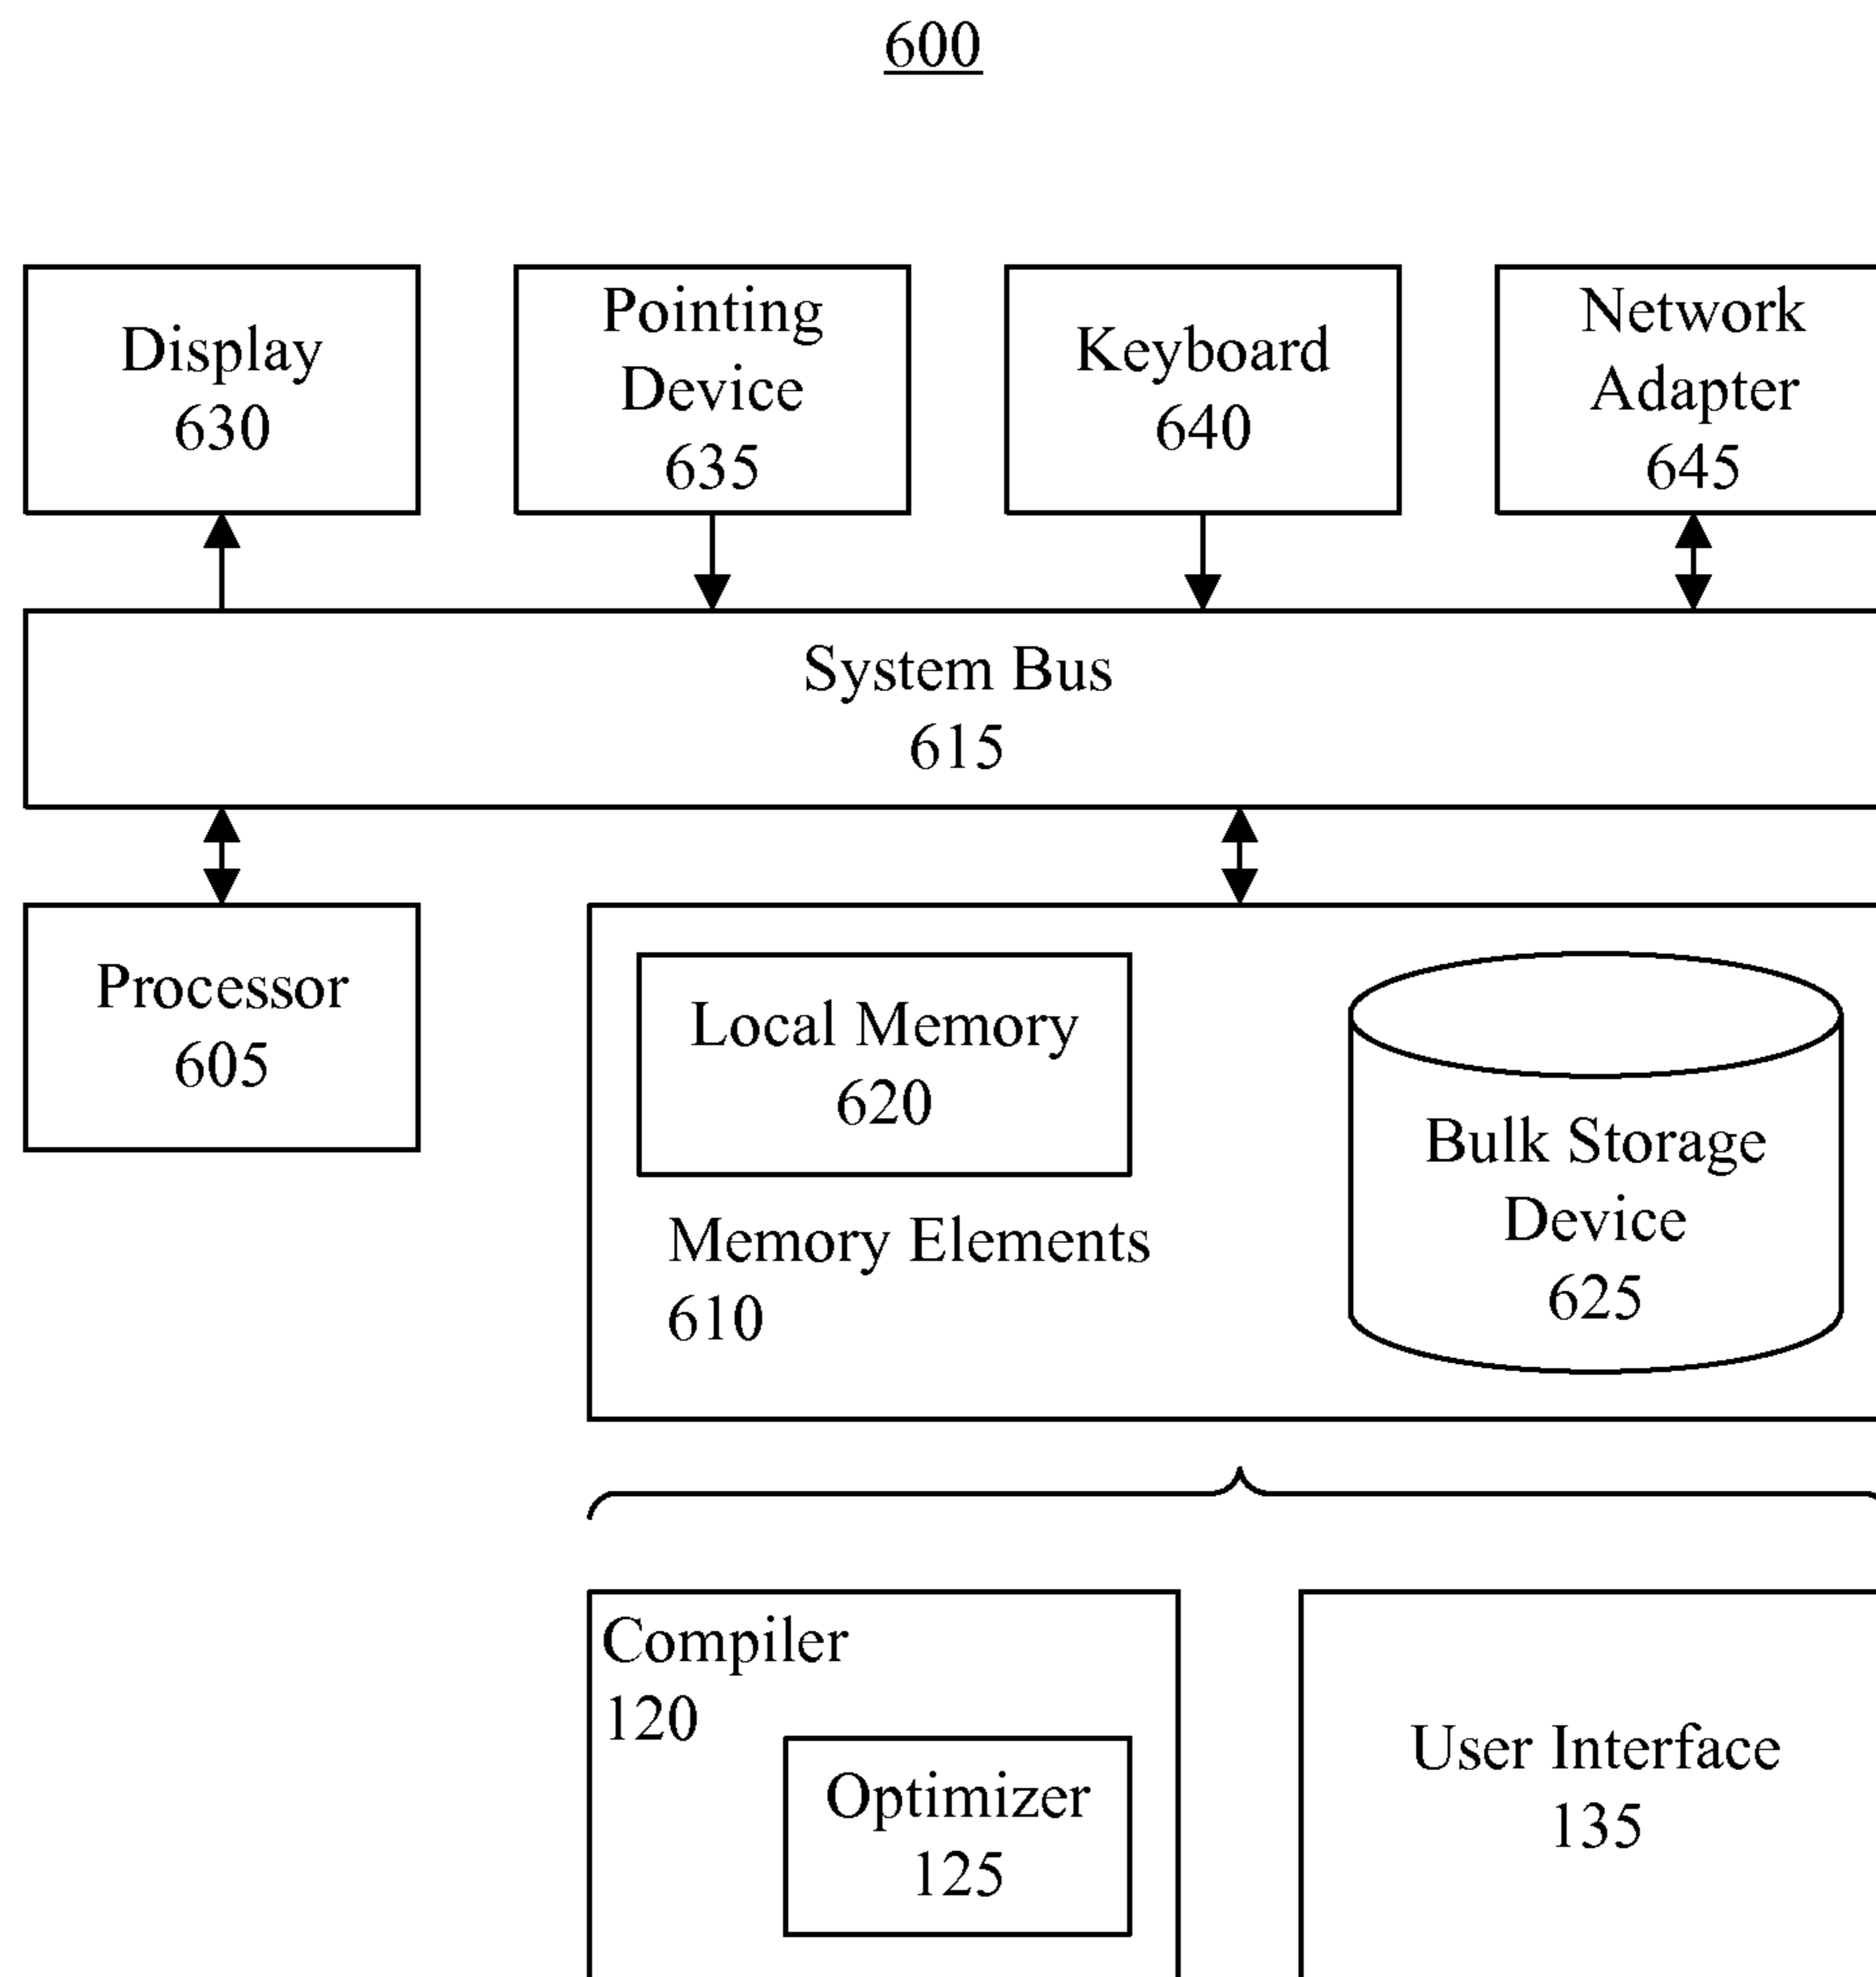 600
Display
630
Pointing
Device
635
Keyboard
640
Network
Adapter
645
System Bus
615
Processor
605
Local Memory
620
Memory Elements
610
Bulk Storage
Device
625
Compiler
120
Optimizer
125
User Interface
135